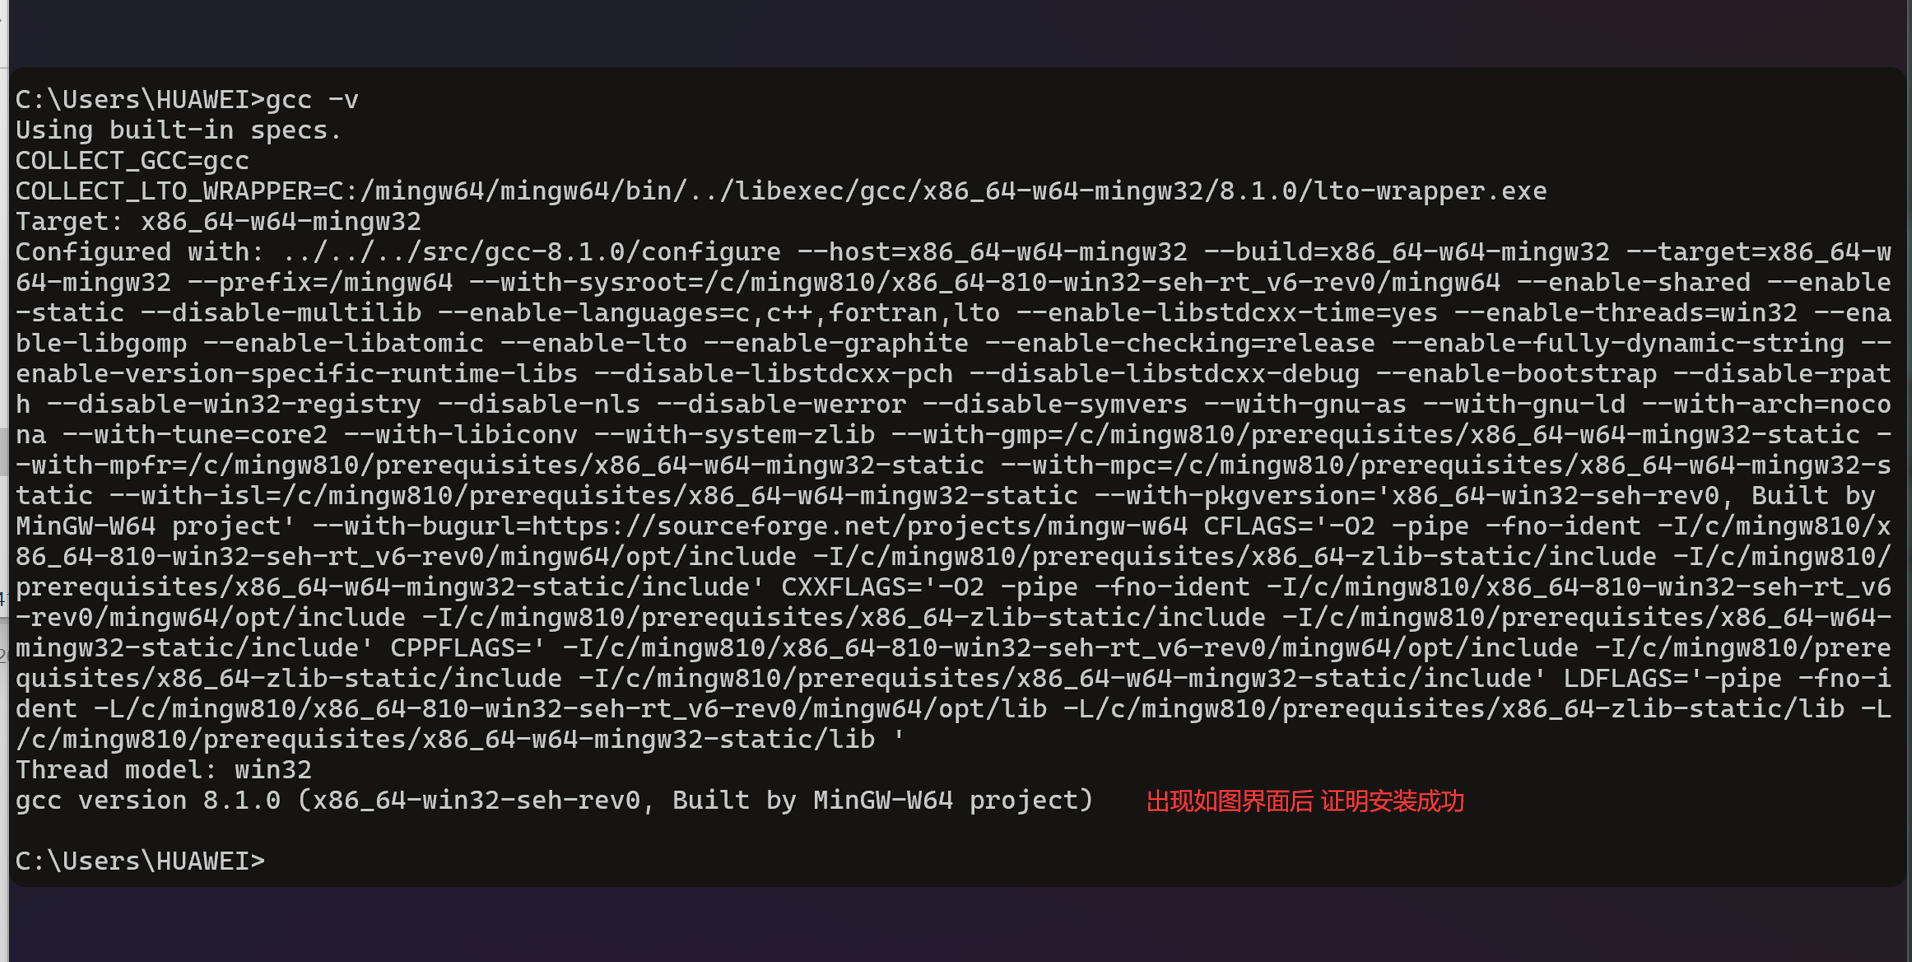 C:\Users\HUAWEI>gcc -v
Using built-in specs.
COLLECT_GCC=gcc
COLLECT_LTO_WRAPPER=C:/mingw64/mingw64/bin/../libexec/gcc/x86_64-w64-mingw32/8.1.0/lto-wrapper.exe
Target: x86_64-w64-mingw32
Configured with: ../../../src/gcc-8.1.0/configure --host=x86_64-w64-mingw32 --build=x86_64-w64-mingw32 --target=x86_64-w
64-mingw32 --prefix=/mingw64 --with-sysroot=/c/mingw810/x86_64-810-win32-seh-rt_v6-rev0/mingw64 --enable-shared --enable
-static --disable-multilib --enable-languages=c,c++,fortran,lto --enable-libstdcxx-time=yes --enable-threads=win32 --ena
ble-libgomp --enable-libatomic --enable-lto --enable-graphite --enable-checking=release --enable-fully-dynamic-string --
enable-version-specific-runtime-libs --disable-libstdcxx-pch --disable-libstdcxx-debug --enable-bootstrap --disable-rpat
h --disable-win32-registry --disable-nls --disable-werror --disable-symvers --with-gnu-as --with-gnu-ld --with-arch=noco
na --with-tune=core2 --with-libiconv --with-system-zlib --with-gmp=/c/mingw810/prerequisites/x86_64-w64-mingw32-static -
-with-mpfr=/c/mingw810/prerequisites/x86_64-w64-mingw32-static --with-mpc=/c/mingw810/prerequisites/x86_64-w64-mingw32-s
tatic --with-isl=/c/mingw810/prerequisites/x86_64-w64-mingw32-static --with-pkgversion='x86_64-win32-seh-rev0, Built by
MinGW-W64 project' --with-bugurl=https://sourceforge.net/projects/mingw-w64 CFLAGS='-O2 -pipe -fno-ident -I/c/mingw810/x
86_64-810-win32-seh-rt_v6-rev0/mingw64/opt/include -I/c/mingw810/prerequisites/x86_64-zlib-static/include -I/c/mingw810/
prerequisites/x86_64-w64-mingw32-static/include' CXXFLAGS='-O2 -pipe -fno-ident -I/c/mingw810/x86_64-810-win32-seh-rt_v6
-rev0/mingw64/opt/include -I/c/mingw810/prerequisites/x86_64-zlib-static/include -I/c/mingw810/prerequisites/x86_64-w64-
mingw32-static/include' CPPFLAGS=' -I/c/mingw810/x86_64-810-win32-seh-rt_v6-rev0/mingw64/opt/include -I/c/mingw810/prere
quisites/x86_64-zlib-static/include -I/c/mingw810/prerequisites/x86_64-w64-mingw32-static/include' LDFLAGS='-pipe -fno-i
dent -L/c/mingw810/x86_64-810-win32-seh-rt_v6-rev0/mingw64/opt/lib -L/c/mingw810/prerequisites/x86_64-zlib-static/lib -L
/c/mingw810/prerequisites/x86_64-w64-mingw32-static/lib '
Thread model: win32
gcc version 8.1.0 (x86_64-win32-seh-rev0, Built by MinGW-W64 project) 出现如图界面后 证明安装成功
C:\Users\HUAWEI>